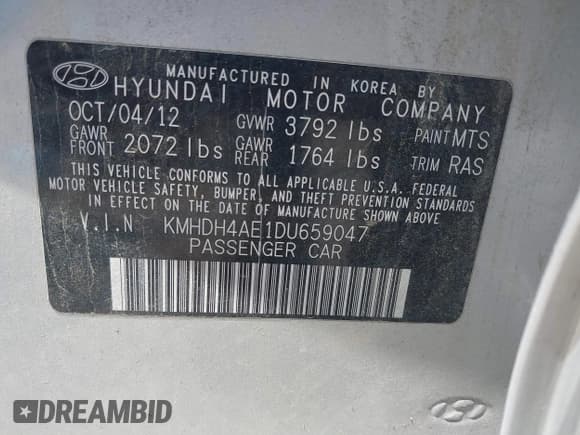 MANUFACTURED IN KOREA BY
HYUNDAI MOTOR COMPANY
OCT/04/12 GVWR 3792 lbs PAINT MTS
GAWR FRONT 2072 lbs GAWR REAR 1764 lbs TRIM RAS
THIS VEHICLE CONFORMS TO ALL APPLICABLE U.S.A. FEDERAL
MOTOR VEHICLE SAFETY, BUMPER, AND THEFT PREVENTION STANDARDS
IN EFFECT ON THE DATE OF MANUFACTURE SHOWN ABOVE
V.I.N KMHDH4AE1DU659047
PASSENGER CAR
DREAMBID